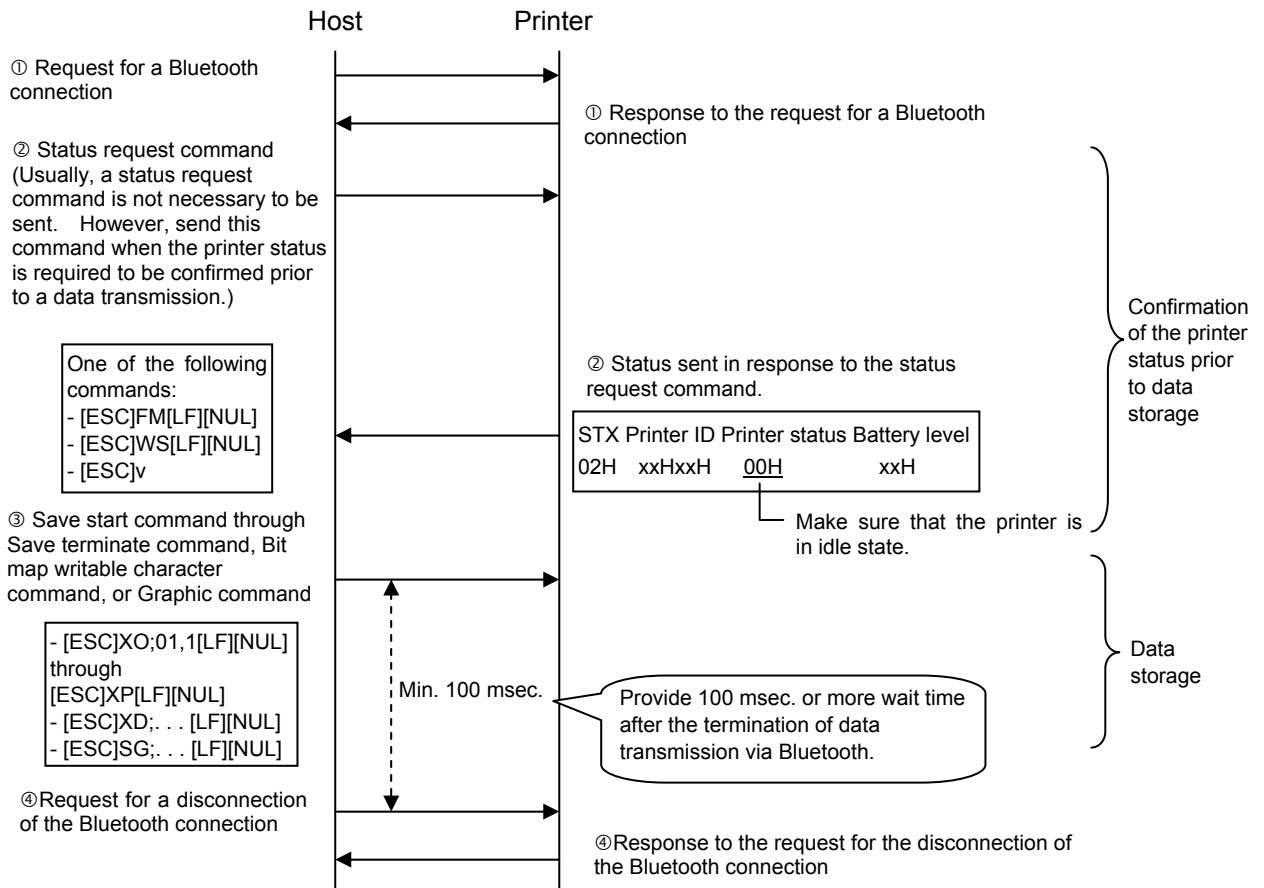 Host
Printer
① Request for a Bluetooth
connection
① Response to the request for a Bluetooth
connection
② Status request command
(Usually, a status request
command is not necessary to be
sent. However, send this
command when the printer status
is required to be confirmed prior
to a data transmission.)
One of the following
commands:
- [ESC]FM[LF][NUL]
- [ESC]WS[LF][NUL]
- [ESC]v
② Status sent in response to the status
request command.
STX Printer ID Printer status Battery level
02H xxHxxH 00H xxH
Make sure that the printer is
in idle state.
Confirmation
of the printer
status prior
to data
storage
③ Save start command through
Save terminate command, Bit
map writable character
command, or Graphic command
- [ESC]XO;01,1[LF][NUL]
through
[ESC]XP[LF][NUL]
- [ESC]XD;. . . [LF][NUL]
- [ESC]SG;. . . [LF][NUL]
Min. 100 msec.
Provide 100 msec. or more wait time
after the termination of data
transmission via Bluetooth.
Data
storage
④Request for a disconnection
of the Bluetooth connection
④Response to the request for the disconnection of
the Bluetooth connection